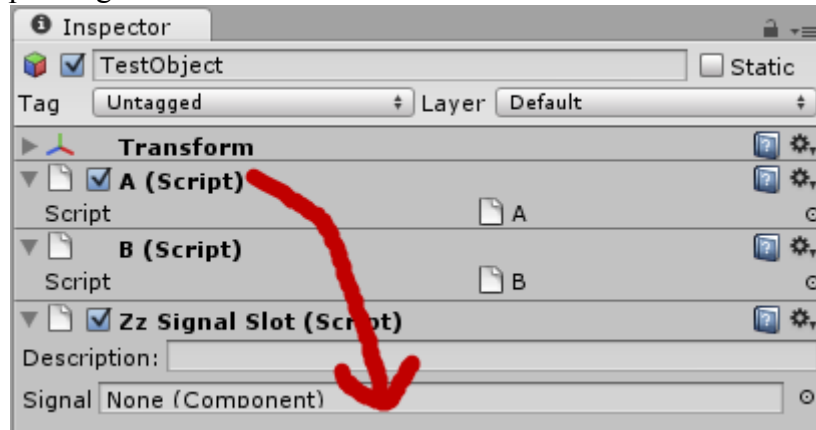 Inspector
TestObject Static
Tag Untagged Layer Default
Transform
A (Script)
Script A
B (Script)
Script B
Zz Signal Slot (Script)
Description:
Signal None (Component)